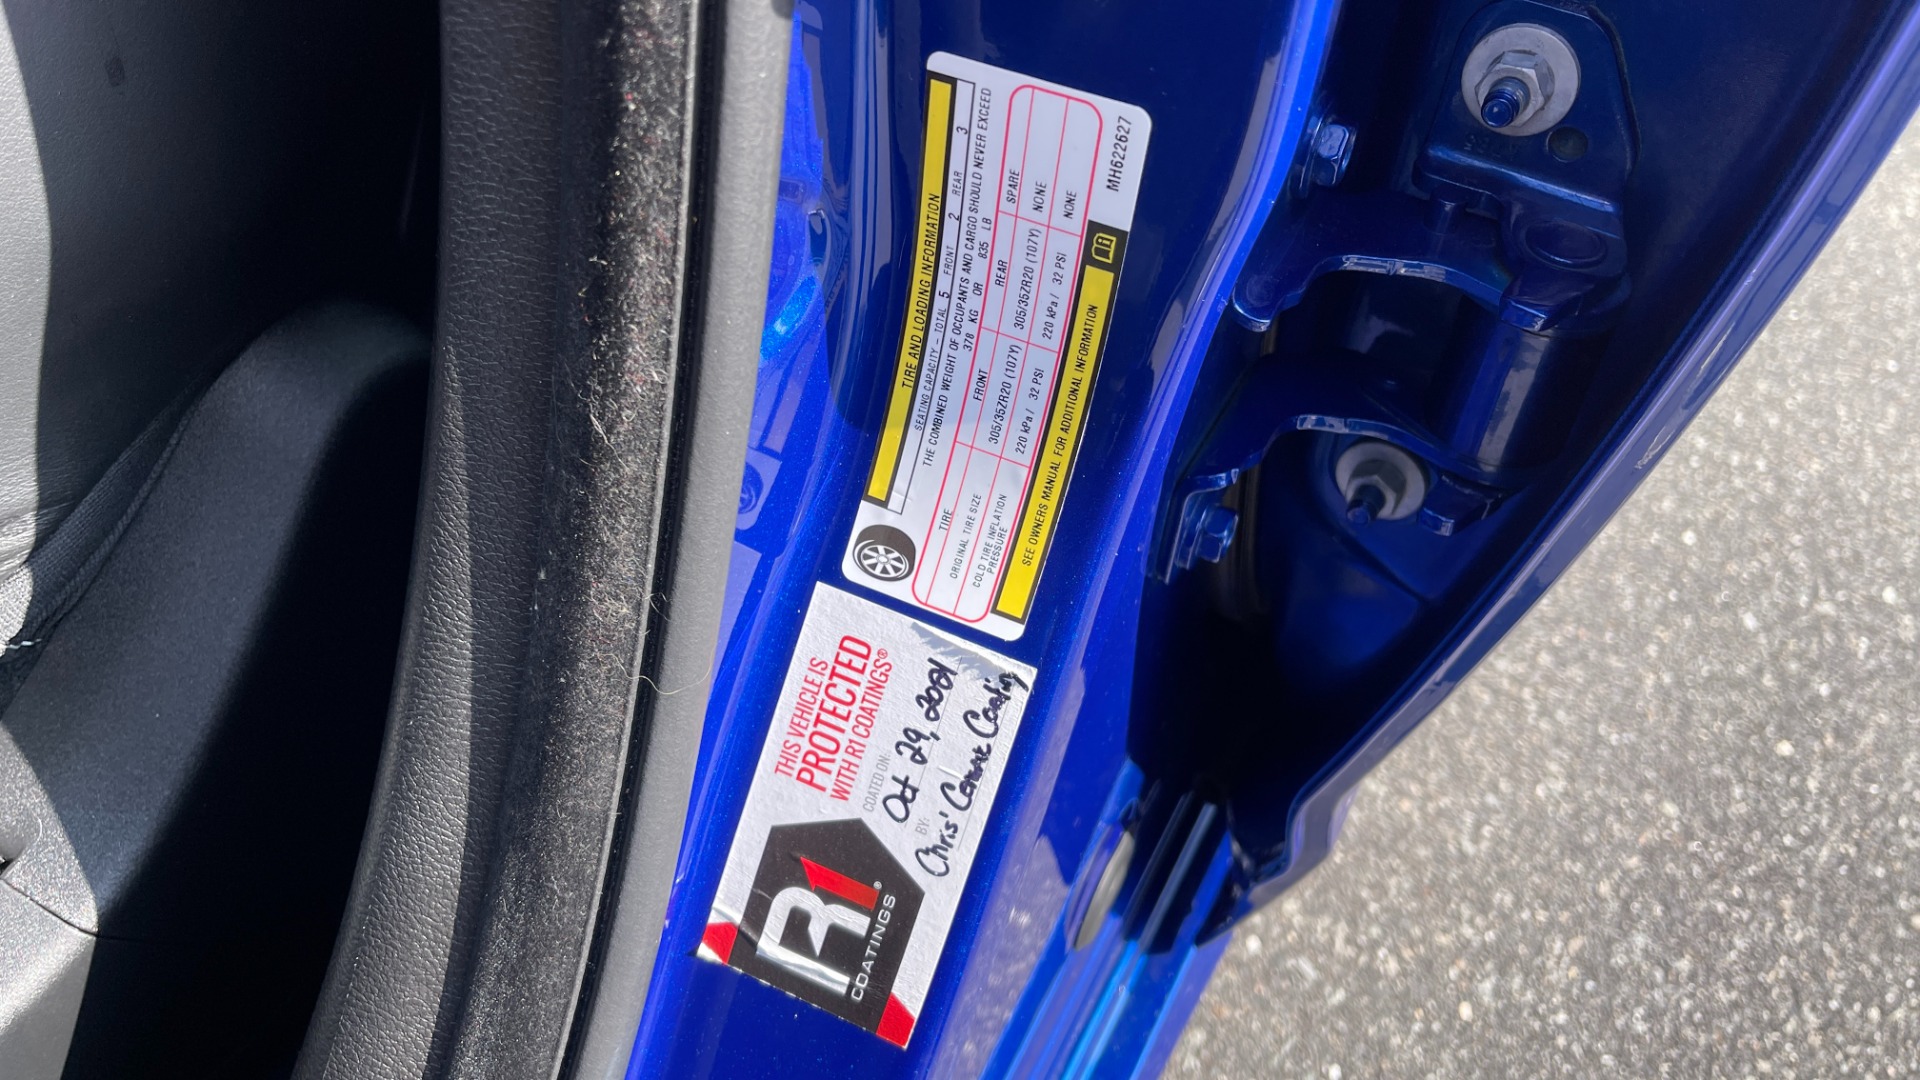 TIRE AND LOADING INFORMATION
SEATING CAPACITY - TOTAL 5 FRONT 2 REAR 3
THE COMBINED WEIGHT OF OCCUPANTS AND CARGO SHOULD NEVER EXCEED
378 KG OR 835 LB
TIRE FRONT REAR SPARE
ORIGINAL TIRE SIZE 305/35ZR20 (107Y) 305/35ZR20 (107Y) NONE
COLD TIRE INFLATION PRESSURE 220 kPa / 32 PSI 220 kPa / 32 PSI NONE
SEE OWNERS MANUAL FOR ADDITIONAL INFORMATION
MH622627
THIS VEHICLE IS
PROTECTED
WITH R1 COATINGS®
COATED ON:
Oct 29, 2021
BY:
Chris' Ceramic Coating
R1®
COATINGS